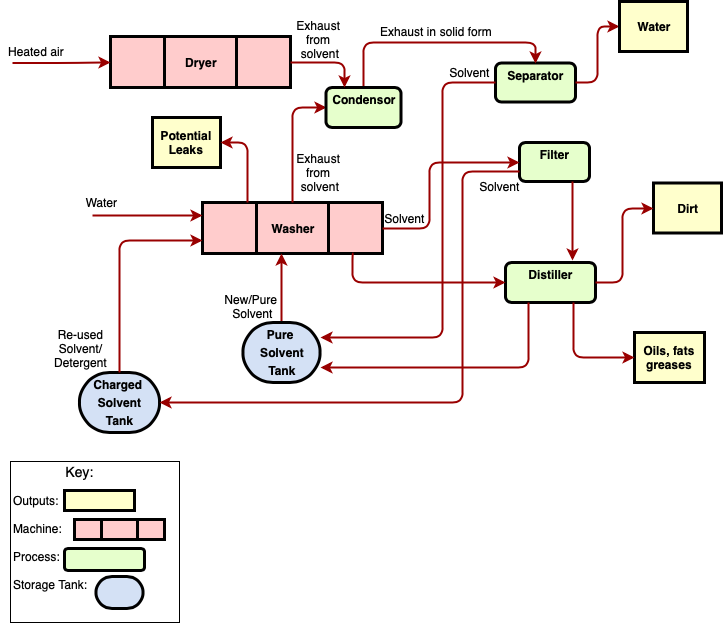 Exhaust
from
solvent
Exhaust in solid form
Water
Heated air
Dryer
Solvent
Separator
Condensor
Potential
Leaks
Exhaust
from
solvent
Filter
Solvent
Water
Solvent
Washer
Dirt
Distiller
New/Pure
Solvent
Re-used
Solvent/
Detergent
Pure
Solvent
Tank
Oils, fats
greases
Charged
Solvent
Tank
Key:
Outputs:
Machine:
Process:
Storage Tank: